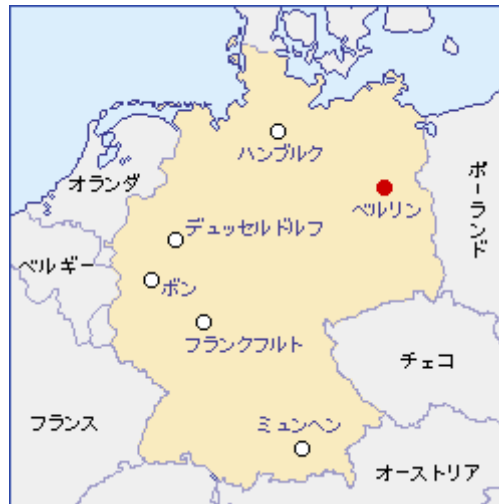 ハンブルク
オランダ
ポーランド
ベルリン
デュッセルドルフ
ベルギー
ボン
フランクフルト
チェコ
フランス
ミュンヘン
オーストリア